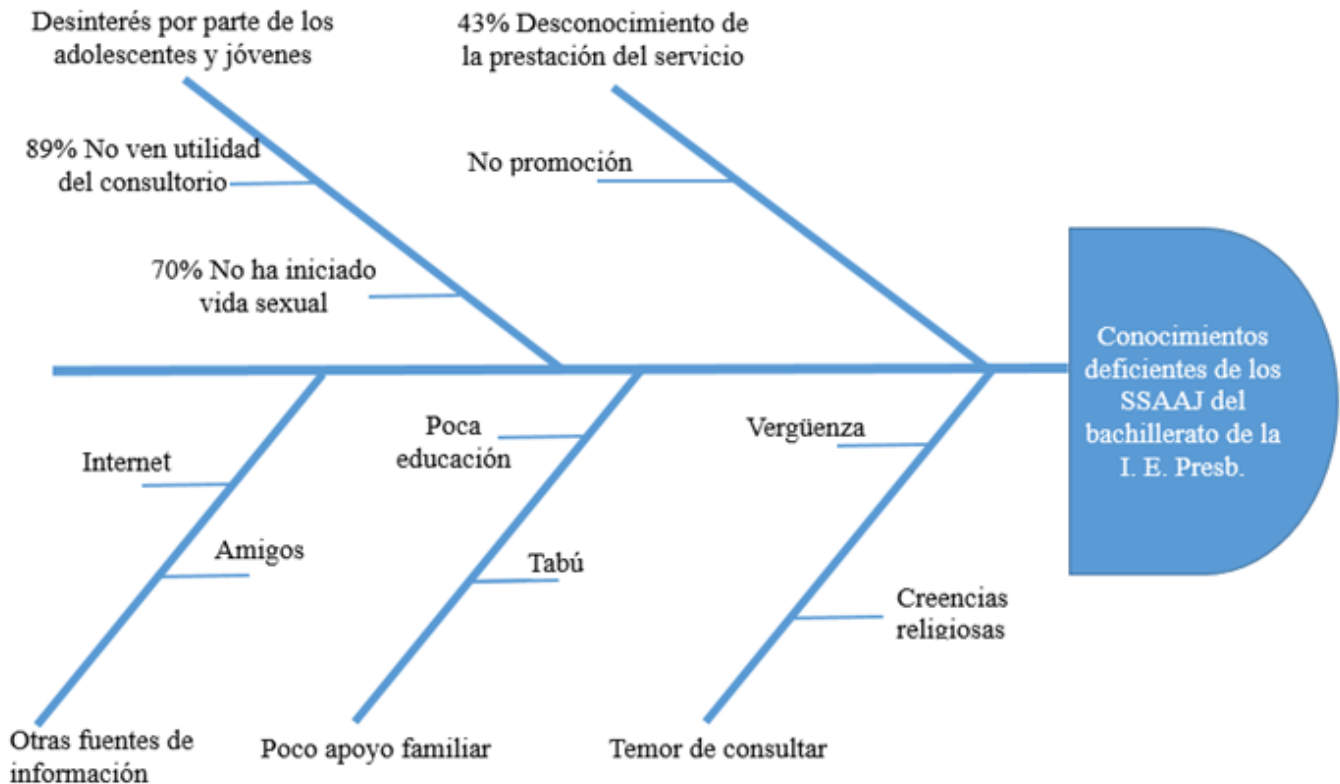 Desinterés por parte de los
adolescentes y jóvenes
43% Desconocimiento de
la prestación del servicio
89% No ven utilidad
del consultorio
No promoción
70% No ha iniciado
vida sexual
Conocimientos
deficientes de los
SSAAJ del
bachillerato de la
I. E. Presb.
Internet
Amigos
Poca
educación
Tabú
Vergüenza
Creencias
religiosas
Otras fuentes de
información
Poco apoyo familiar
Temor de consultar